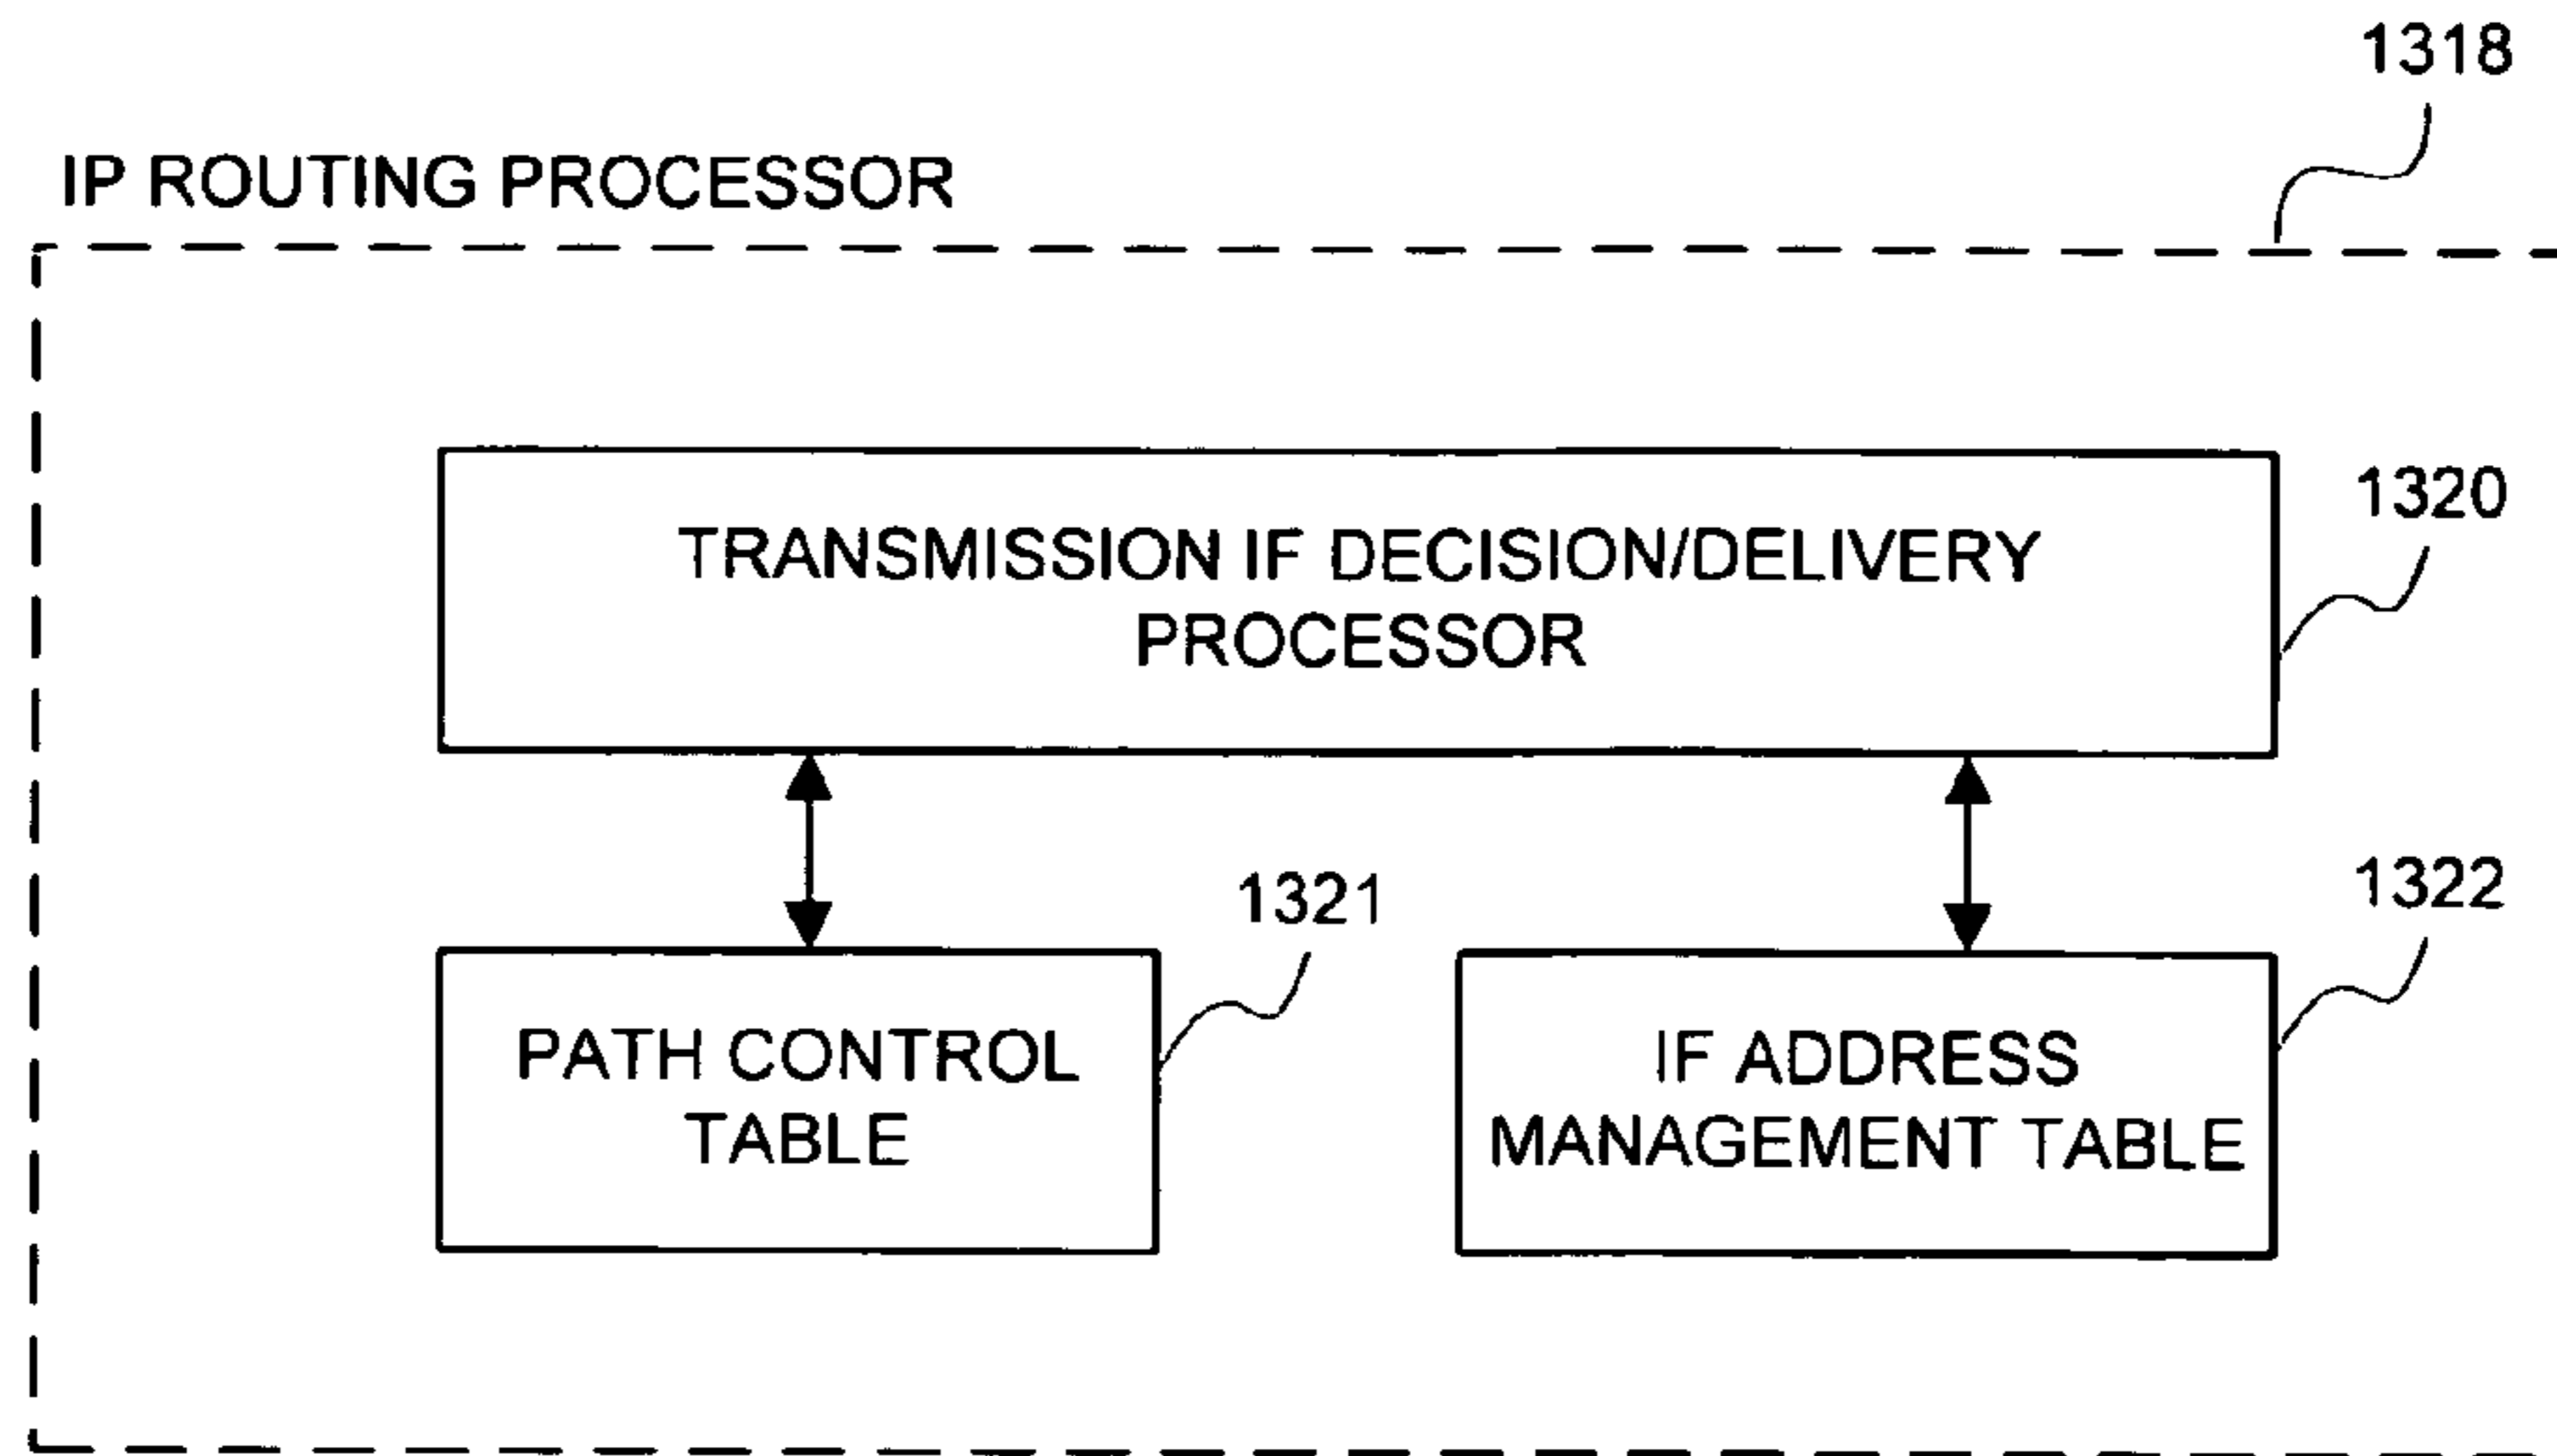 1318
IP ROUTING PROCESSOR
1320
TRANSMISSION IF DECISION/DELIVERY
PROCESSOR
1321
1322
PATH CONTROL
TABLE
IF ADDRESS
MANAGEMENT TABLE